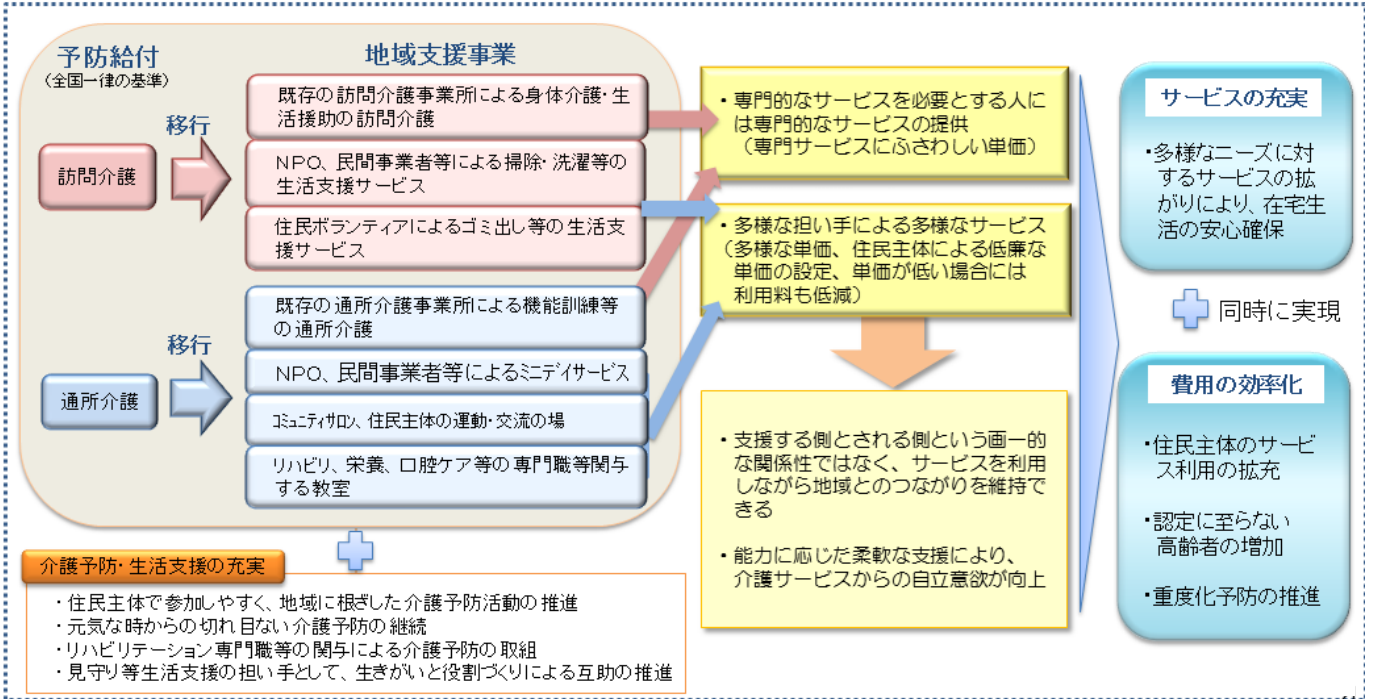 予防給付
(全国一律の基準)
地域支援事業
移行
訪問介護
既存の訪問介護事業所による身体介護・生
活援助の訪問介護
NPO、民間事業者等による掃除・洗濯等の
生活支援サービス
住民ボランティアによるゴミ出し等の生活支
援サービス
移行
通所介護
既存の通所介護事業所による機能訓練等
の通所介護
NPO、民間事業者等によるミニデイサービス
コミュニティサロン、住民主体の運動・交流の場
リハビリ、栄養、口腔ケア等の専門職等関与
する教室
介護予防・生活支援の充実
・住民主体で参加しやすく、地域に根ざした介護予防活動の推進
・元気な時からの切れ目ない介護予防の継続
・リハビリテーション専門職等の関与による介護予防の取組
・見守り等生活支援の担い手として、生きがいと役割づくりによる互助の推進
・専門的なサービスを必要とする人に
は専門的なサービスの提供
(専門サービスにふさわしい単価)
・多様な担い手による多様なサービス
(多様な単価、住民主体による低廉な
単価の設定、単価が低い場合には
利用料も低減)
・支援する側とされる側という画一的
な関係性ではなく、サービスを利用
しながら地域とのつながりを維持で
きる
・能力に応じた柔軟な支援により、
介護サービスからの自立意欲が向上
サービスの充実
・多様なニーズに対
するサービスの拡
がりにより、在宅生
活の安心確保
同時に実現
費用の効率化
・住民主体のサービ
ス利用の拡充
・認定に至らない
高齢者の増加
・重度化予防の推進